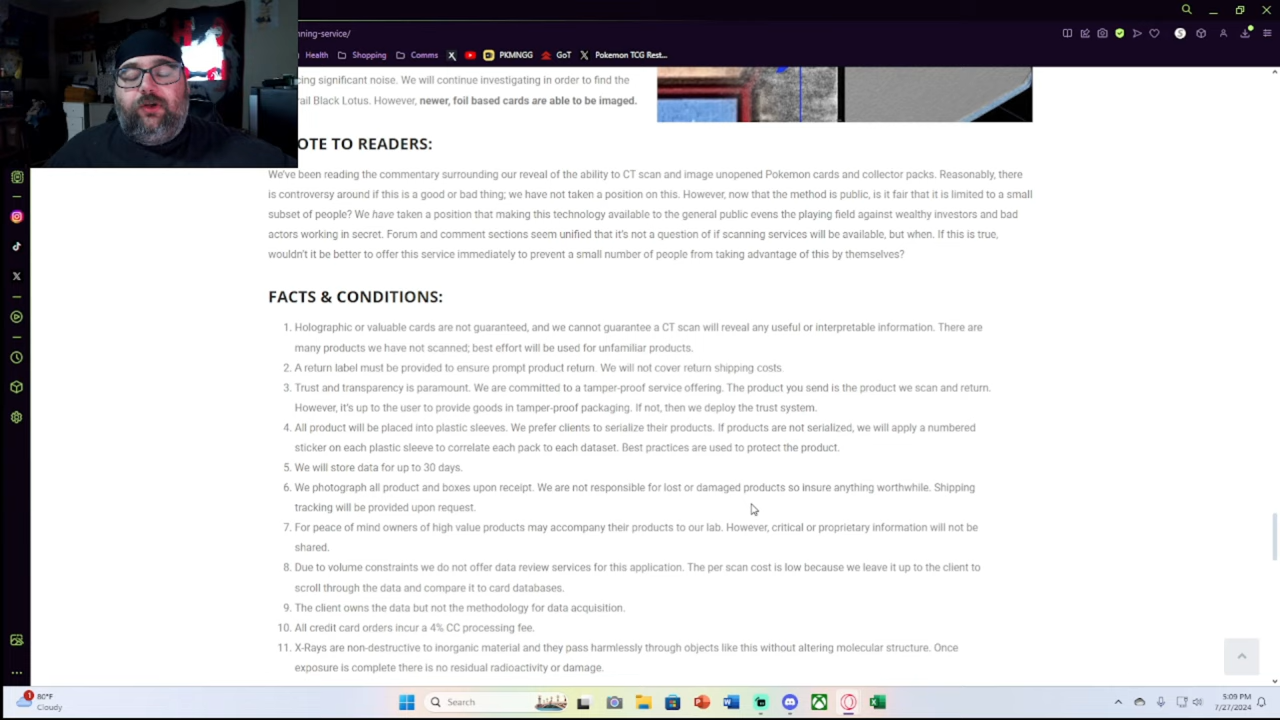 nning-service/
Health Shopping Comms PKMNGG GoT Pokemon TCG Rest...
cing significant noise. We will continue investigating in order to find the
rail Black Lotus. However, newer, foil based cards are able to be imaged.
OTE TO READERS:
We've been reading the commentary surrounding our reveal of the ability to CT scan and image unopened Pokemon cards and collector packs. Reasonably, there
is controversy around if this is a good or bad thing; we have not taken a position on this. However, now that the method is public, is it fair that it is limited to a small
subset of people? We have taken a position that making this technology available to the general public evens the playing field against wealthy investors and bad
actors working in secret. Forum and comment sections seem unified that it's not a question of if scanning services will be available, but when. If this is true,
wouldn't it be better to offer this service immediately to prevent a small number of people from taking advantage of this by themselves?
FACTS & CONDITIONS:
1. Holographic or valuable cards are not guaranteed, and we cannot guarantee a CT scan will reveal any useful or interpretable information. There are
many products we have not scanned; best effort will be used for unfamiliar products.
2. A return label must be provided to ensure prompt product return. We will not cover return shipping costs.
3. Trust and transparency is paramount. We are committed to a tamper-proof service offering. The product you send is the product we scan and return.
However, it's up to the user to provide goods in tamper-proof packaging. If not, then we deploy the trust system.
4. All product will be placed into plastic sleeves. We prefer clients to serialize their products. If products are not serialized, we will apply a numbered
sticker on each plastic sleeve to correlate each pack to each dataset. Best practices are used to protect the product.
5. We will store data for up to 30 days.
6. We photograph all product and boxes upon receipt. We are not responsible for lost or damaged products so insure anything worthwhile. Shipping
tracking will be provided upon request.
7. For peace of mind owners of high value products may accompany their products to our lab. However, critical or proprietary information will not be
shared.
8. Due to volume constraints we do not offer data review services for this application. The per scan cost is low because we leave it up to the client to
scroll through the data and compare it to card databases.
9. The client owns the data but not the methodology for data acquisition.
10. All credit card orders incur a 4% CC processing fee.
11. X-Rays are non-destructive to inorganic material and they pass harmlessly through objects like this without altering molecular structure. Once
exposure is complete there is no residual radioactivity or damage.
1
80°F
Cloudy
Search
5:09 PM
7/27/2024